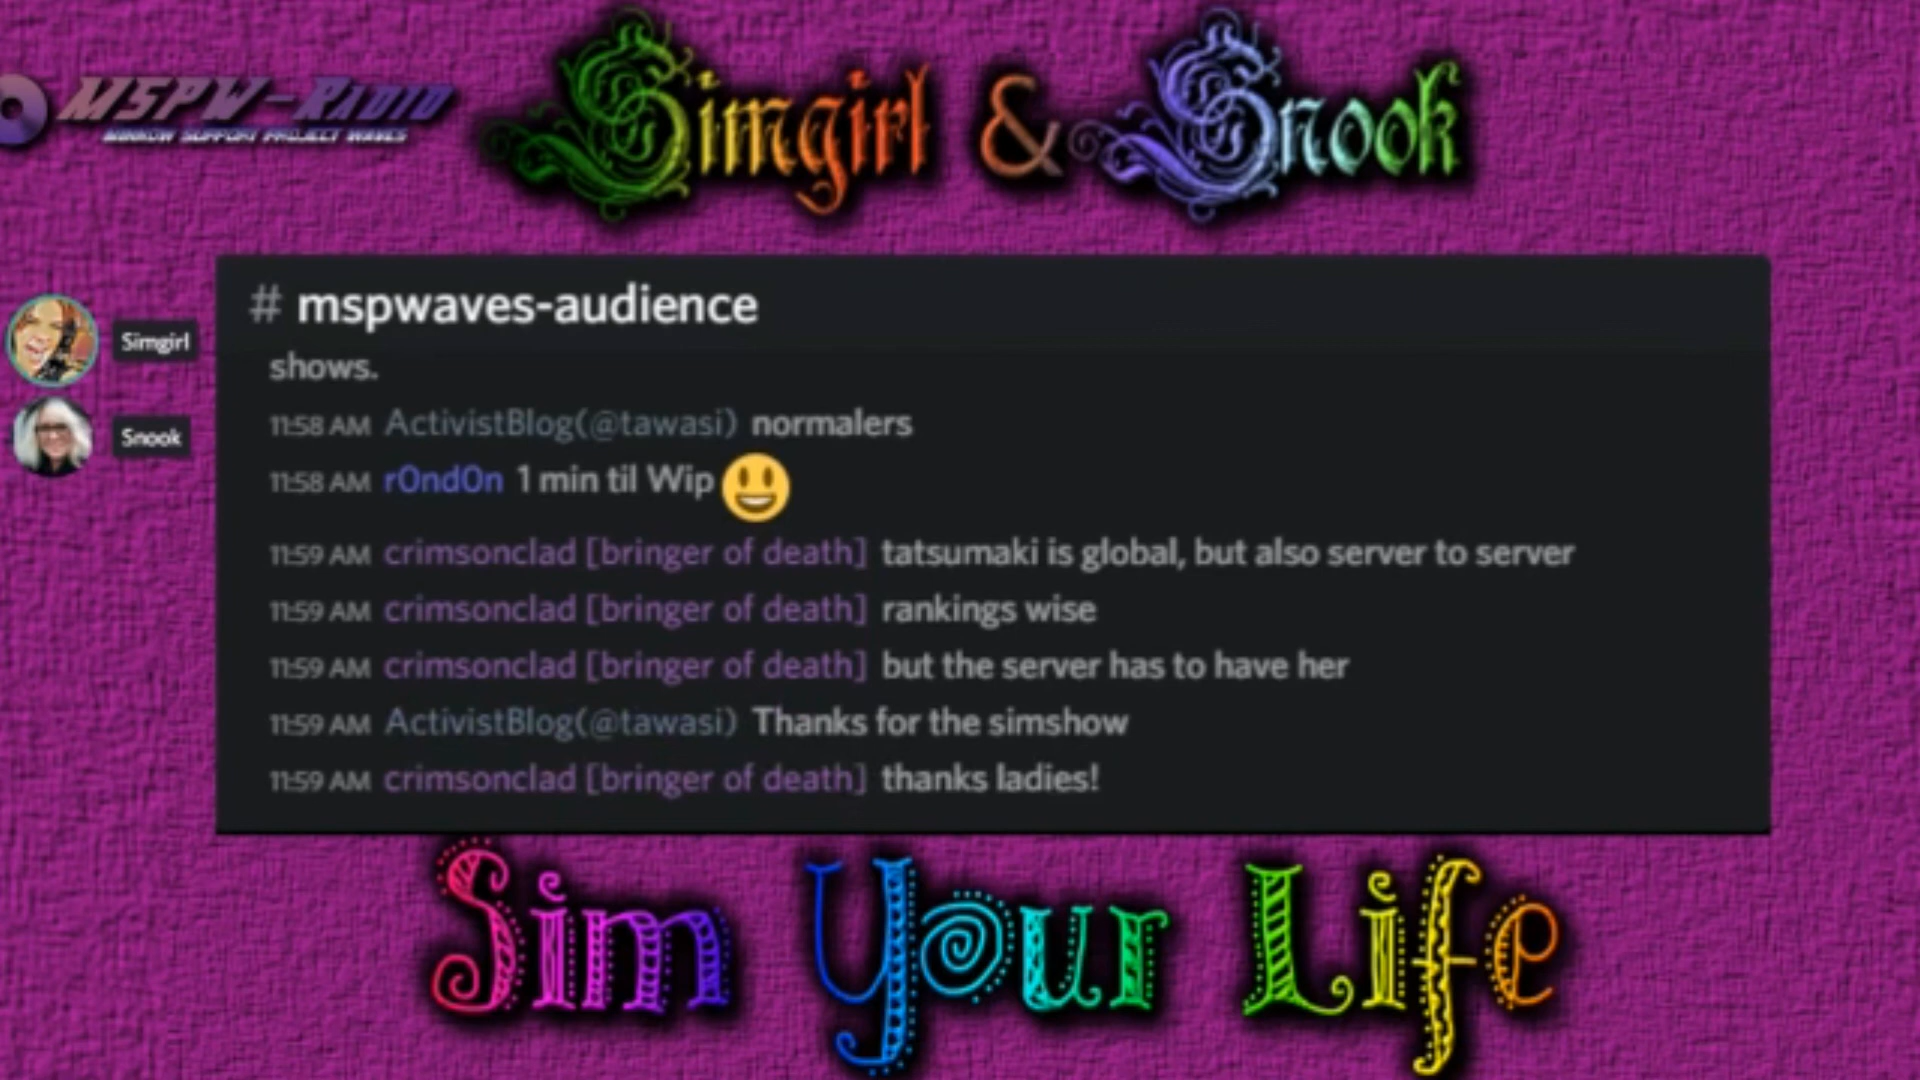 MSPW-Radio
MINNOW SUPPORT PROJECT WAVES
Simgirl & Snook
# mspwaves-audience
Simgirl
shows.
11:58 AM ActivistBlog(@tawasi) normalers
Snook
11:58 AM r0nd0n 1 min til Wip 😃
11:59 AM crimsonclad [bringer of death] tatsumaki is global, but also server to server
11:59 AM crimsonclad [bringer of death] rankings wise
11:59 AM crimsonclad [bringer of death] but the server has to have her
11:59 AM ActivistBlog(@tawasi) Thanks for the simshow
11:59 AM crimsonclad [bringer of death] thanks ladies!
Sim Your Life